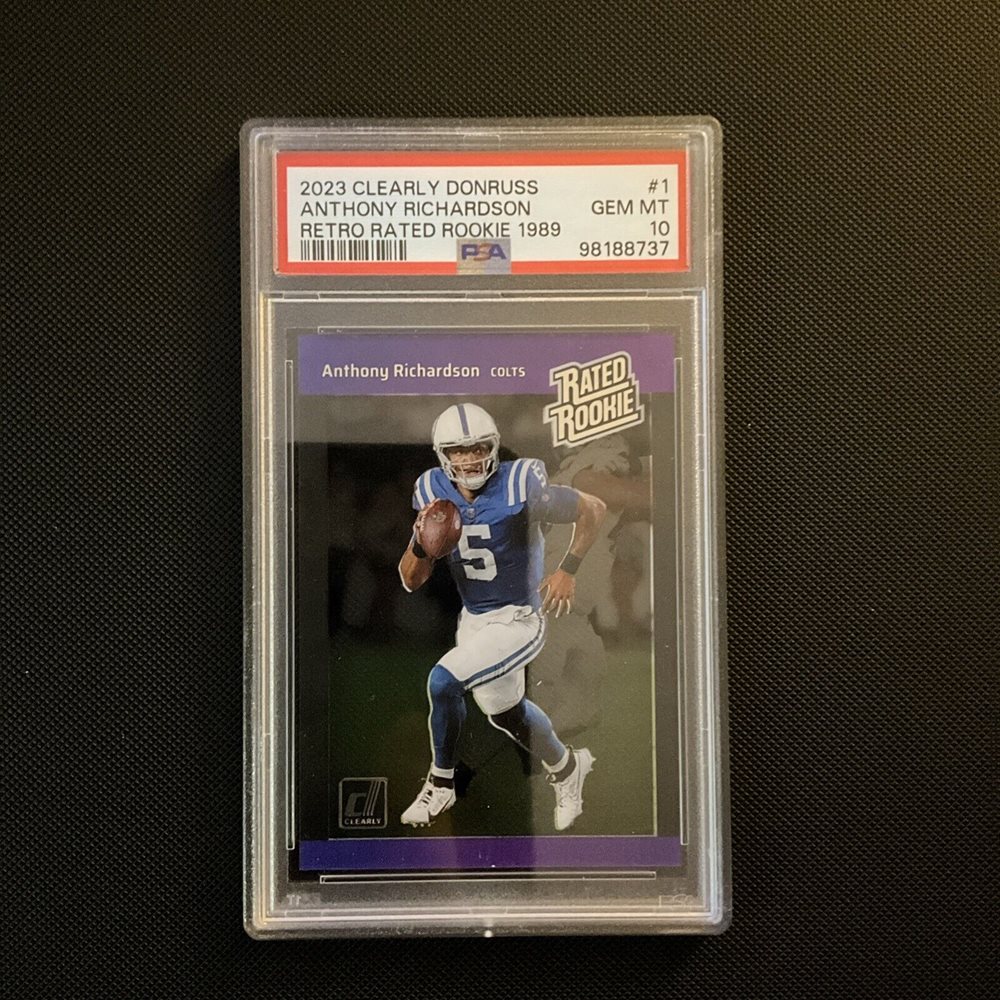 2023 CLEARLY DONRUSS #1
ANTHONY RICHARDSON GEM MT
RETRO RATED ROOKIE 1989 10
PSA 98188737
Anthony Richardson COLTS
RATED
ROOKIE
5
5
CLEARLY